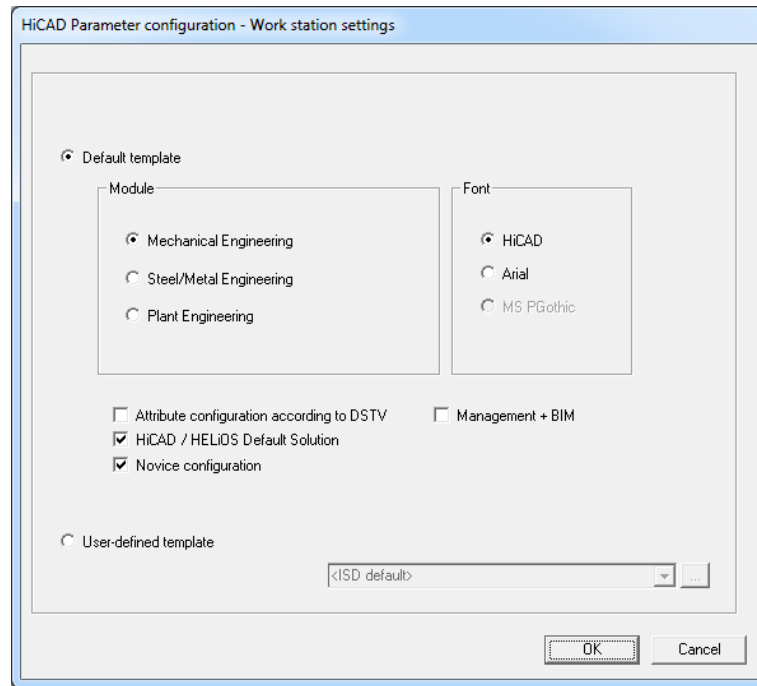 HiCAD Parameter configuration - Work station settings
Default template
Module
Font
Mechanical Engineering
HiCAD
Steel/Metal Engineering
Arial
Plant Engineering
MS PGothic
Attribute configuration according to DSTV
Management + BIM
HiCAD / HELiOS Default Solution
Novice configuration
User-defined template
<ISD default>
...
OK
Cancel